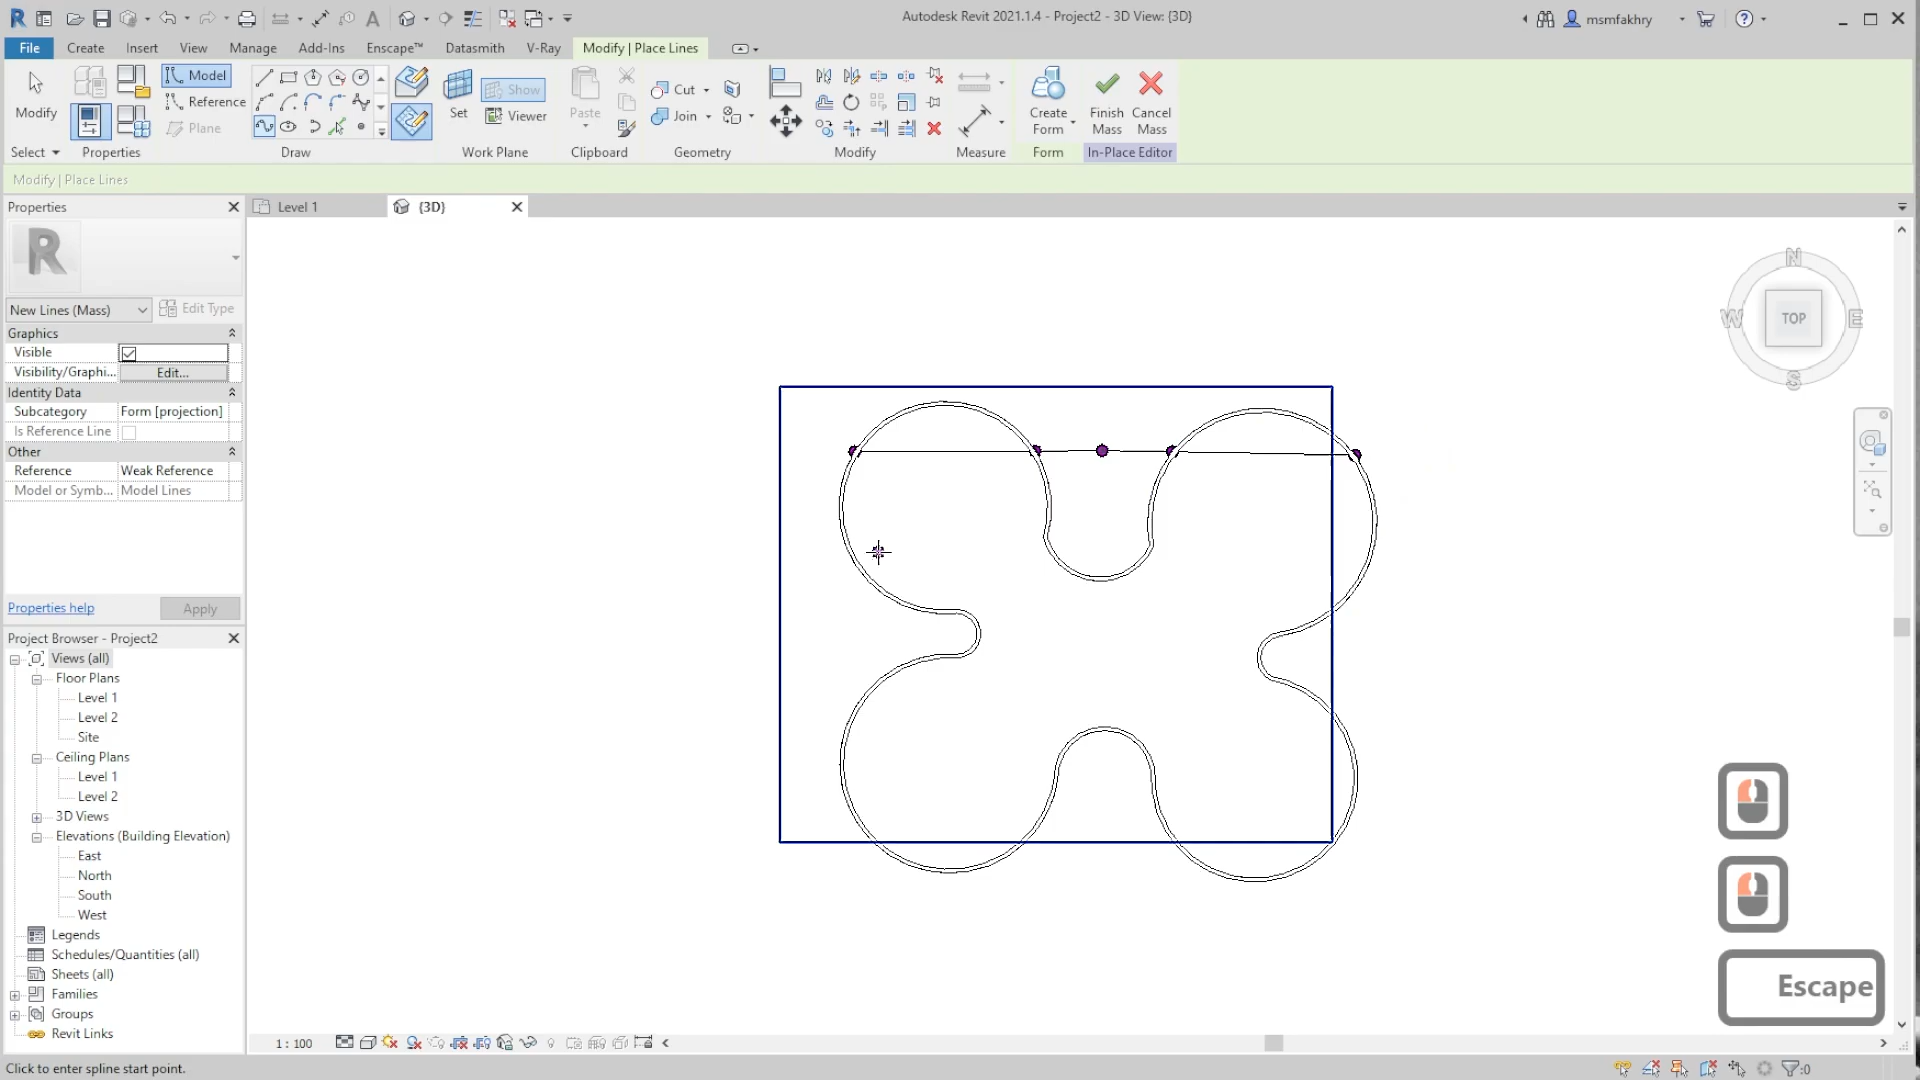 Autodesk Revit 2021.1.4 - Project2 - 3D View: {3D}
msmfakhry
File
Create
Insert
View
Manage
Add-Ins
Enscape™
Datasmith
V-Ray
Modify | Place Lines
Modify
Model
Reference
Plane
Set
Show
Viewer
Paste
Cut
Join
Create
Form
Finish
Mass
Cancel
Mass
Select
Properties
Draw
Work Plane
Clipboard
Geometry
Modify
Measure
Form
In-Place Editor
Modify | Place Lines
Properties
Level 1
{3D}
New Lines (Mass)
Edit Type
Graphics
Visible
Visibility/Graphi...
Edit...
Identity Data
Subcategory
Form [projection]
Is Reference Line
Other
Reference
Weak Reference
Model or Symb...
Model Lines
Properties help
Apply
Project Browser - Project2
Views (all)
Floor Plans
Level 1
Level 2
Site
Ceiling Plans
Level 1
Level 2
3D Views
Elevations (Building Elevation)
East
North
South
West
Legends
Schedules/Quantities (all)
Sheets (all)
Families
Groups
Revit Links
N
W
TOP
E
S
Escape
1 : 100
Click to enter spline start point.
:0